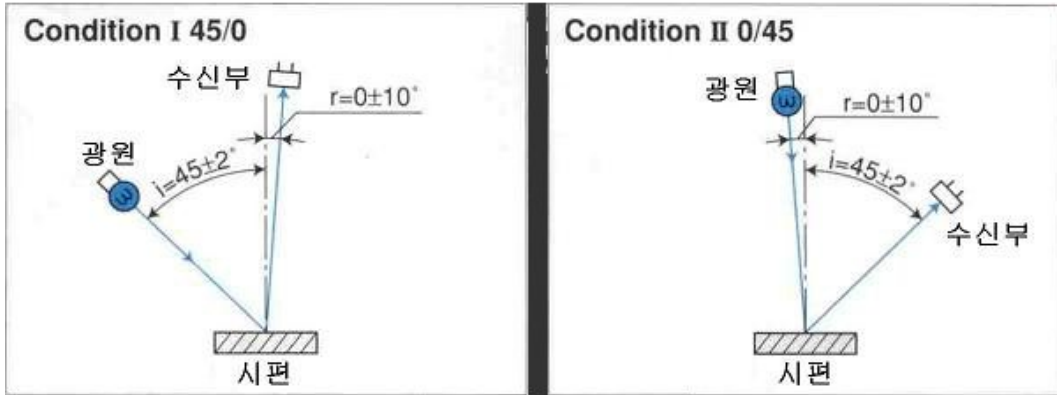 Condition I 45/0
수신부
r=0±10°
광원
i=45±2°
시편
Condition II 0/45
광원
r=0±10°
i=45±2°
수신부
시편